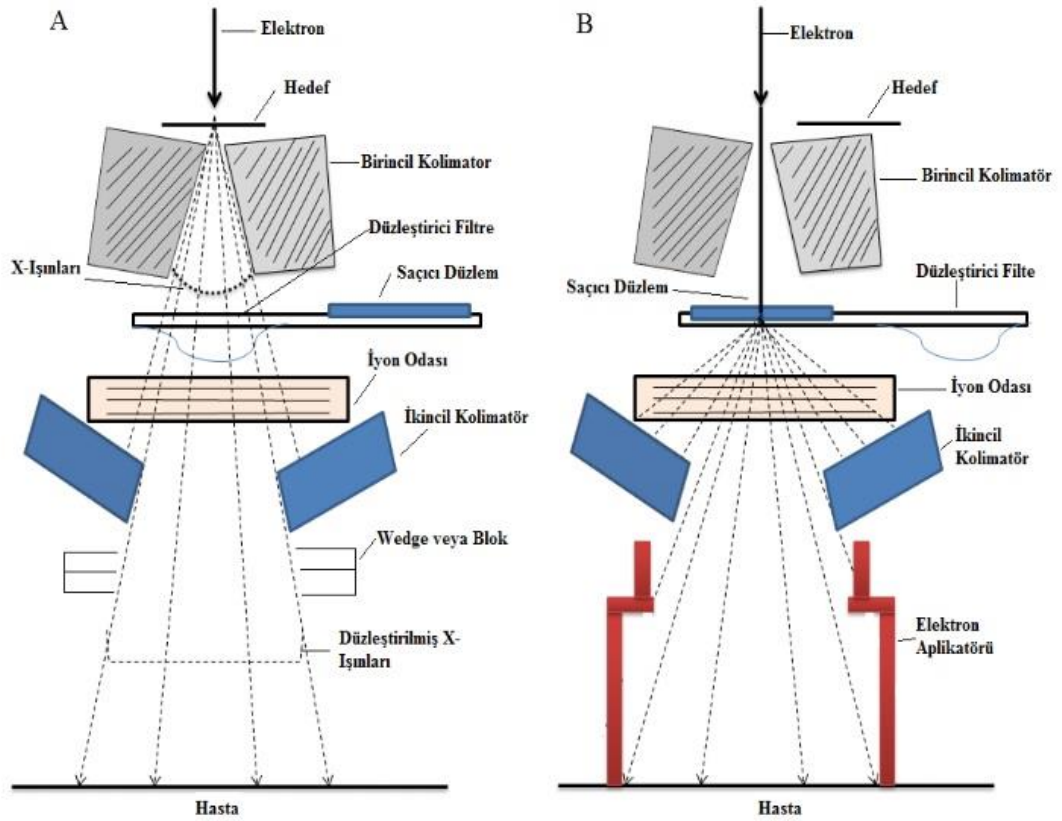 A
Elektron
Hedef
Birincil Kolimator
Düzleştirici Filtre
X-Işınları
Saçıcı Düzlem
İyon Odası
İkincil Kolimatör
Wedge veya Blok
Düzleştirilmiş X-
Işınları
Hasta
B
Elektron
Hedef
Birincil Kolimatör
Saçıcı Düzlem
Düzleştirici Filte
İyon Odası
İkincil
Kolimatör
Elektron
Aplikatörü
Hasta